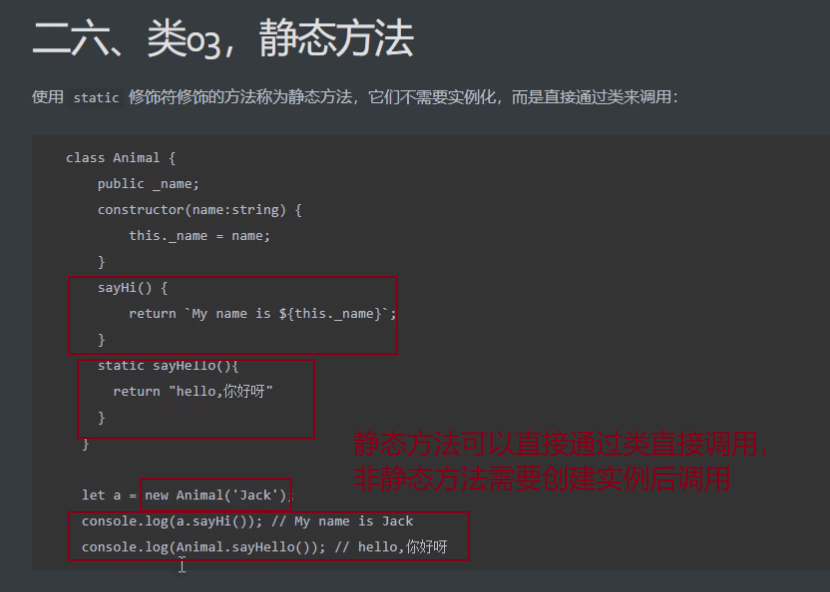 二六、类03，静态方法
使用 static 修饰符修饰的方法称为静态方法，它们不需要实例化，而是直接通过类来调用：
class Animal {
public _name;
constructor(name:string) {
this._name = name;
}
sayHi() {
return `My name is ${this._name}`;
}
static sayHello(){
return "hello,你好呀"
}
}
静态方法可以直接通过类直接调用，
非静态方法需要创建实例后调用
let a = new Animal('Jack');
console.log(a.sayHi()); // My name is Jack
console.log(Animal.sayHello()); // hello,你好呀